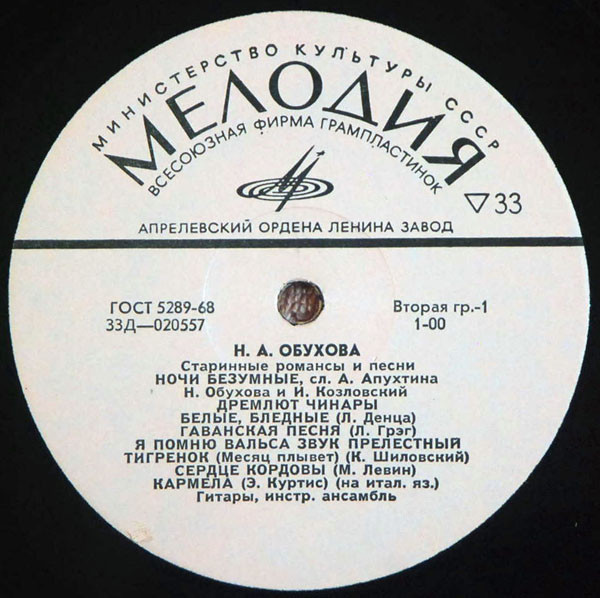 МИНИСТЕРСТВО КУЛЬТУРЫ СССР
МЕЛОДИЯ
ВСЕСОЮЗНАЯ ФИРМА ГРАМПЛАСТИНОК
33
АПРЕЛЕВСКИЙ ОРДЕНА ЛЕНИНА ЗАВОД
ГОСТ 5289-68
33Д—020557
Вторая гр.-1
1-00
Н. А. ОБУХОВА
Старинные романсы и песни
НОЧИ БЕЗУМНЫЕ, сл. А. Апухтина
Н. Обухова и И. Козловский
ДРЕМЛЮТ ЧИНАРЫ
БЕЛЫЕ, БЛЕДНЫЕ (Л. Денца)
ГАВАНСКАЯ ПЕСНЯ (Л. Грэг)
Я ПОМНЮ ВАЛЬСА ЗВУК ПРЕЛЕСТНЫЙ
ТИГРЕНОК (Месяц плывет) (К. Шиловский)
СЕРДЦЕ КОРДОВЫ (М. Левин)
КАРМЕЛА (Э. Куртис) (на итал. яз.)
Гитары, инстр. ансамбль